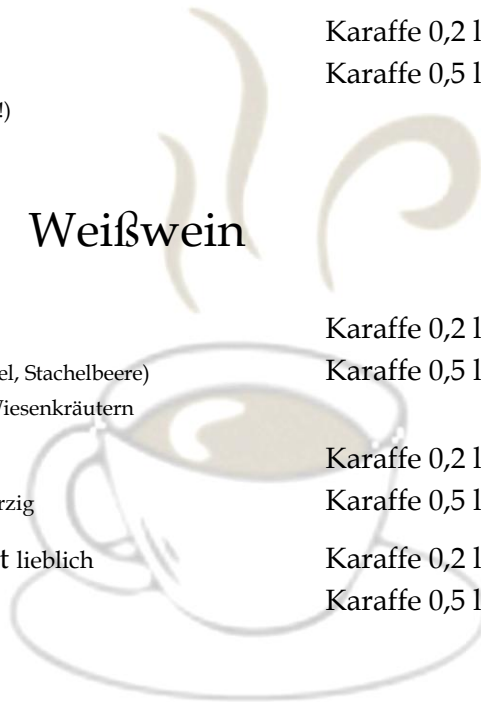 Karaffe 0,2 l
Karaffe 0,5 l
!)
Weißwein
Karaffe 0,2 l
el, Stachelbeere) Karaffe 0,5 l
Wiesenkräutern
Karaffe 0,2 l
rzig Karaffe 0,5 l
t lieblich Karaffe 0,2 l
Karaffe 0,5 l